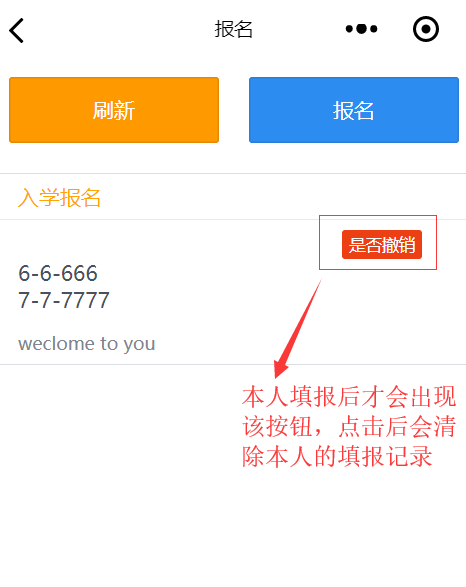 报名
刷新
报名
入学报名
是否撤销
6-6-666
7-7-7777
weclome to you
本人填报后才会出现
该按钮，点击后会清
除本人的填报记录